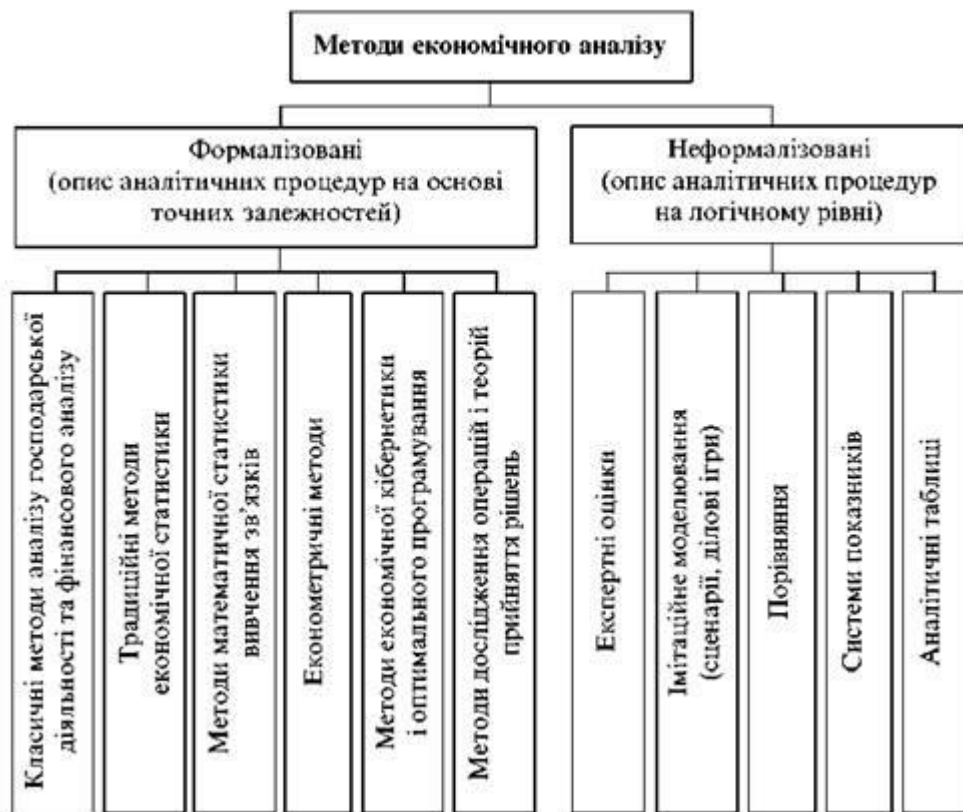 Методи економічного аналізу
Формалізовані
(опис аналітичних процедур на основі
точних залежностей)
Неформалізовані
(опис аналітичних процедур
на логічному рівні)
Класичні методи аналізу господарської
діяльності та фінансового аналізу
Традиційні методи
економічної статистики
Методи математичної статистики
вивчення зв’язків
Економетричні методи
Методи економічної кібернетики
і оптимального програмування
Методи дослідження операцій і теорій
прийняття рішень
Експертні оцінки
Імітаційне моделювання
(сценарії, ділові ігри)
Порівняння
Системи показників
Аналітичні таблиці